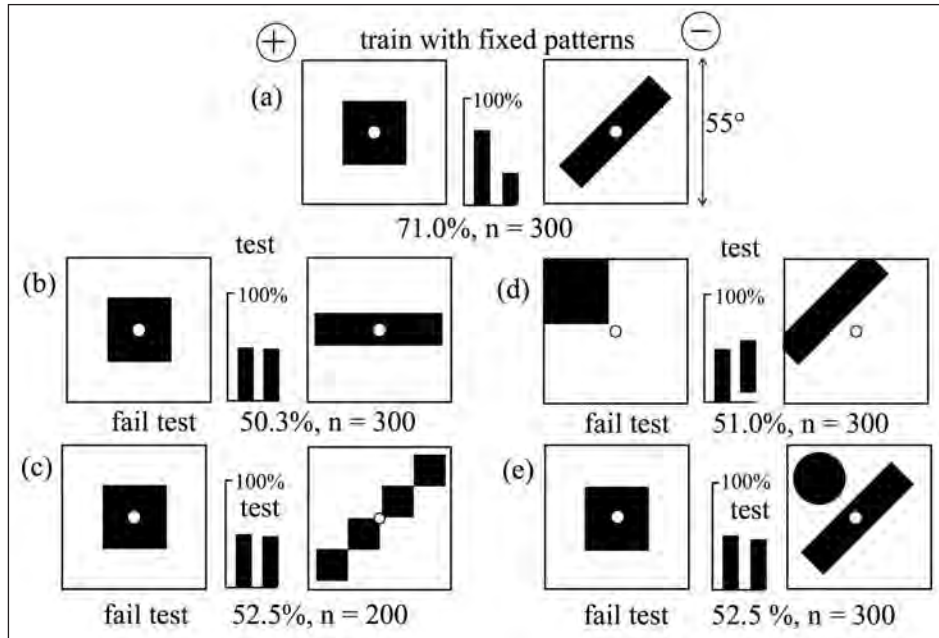 + train with fixed patterns −
(a) 100% 55°
71.0%, n = 300
test
(b) 100%
fail test 50.3%, n = 300
test
(d) 100%
fail test 51.0%, n = 300
(c) 100%
test
fail test 52.5%, n = 200
(e) 100%
test
fail test 52.5 %, n = 300